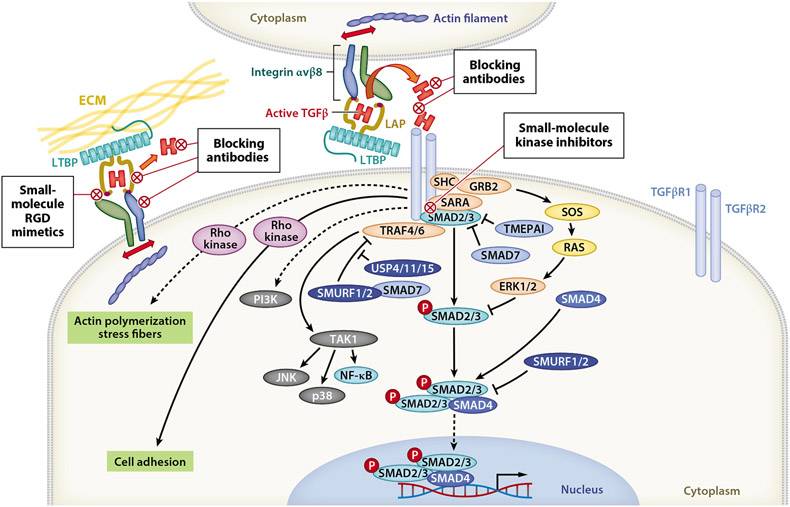 Cytoplasm
Actin filament
Integrin αvβ8
Blocking
antibodies
ECM
Active TGFβ
LAP
LTBP
Blocking
antibodies
LTBP
Small-molecule
kinase inhibitors
Small-
molecule
RGD
mimetics
SHC
GRB2
SARA
SMAD2/3
TRAF4/6
TGFβR1
TGFβR2
SOS
RAS
TMEPAI
SMAD7
Rho
kinase
Rho
kinase
USP4/11/15
SMURF1/2
SMAD7
PI3K
ERK1/2
SMAD4
P
SMAD2/3
Actin polymerization
stress fibers
TAK1
JNK
p38
NF-κB
SMURF1/2
P
SMAD2/3
P
SMAD2/3
SMAD4
Cell adhesion
P
SMAD2/3
P
SMAD2/3
SMAD4
Nucleus
Cytoplasm